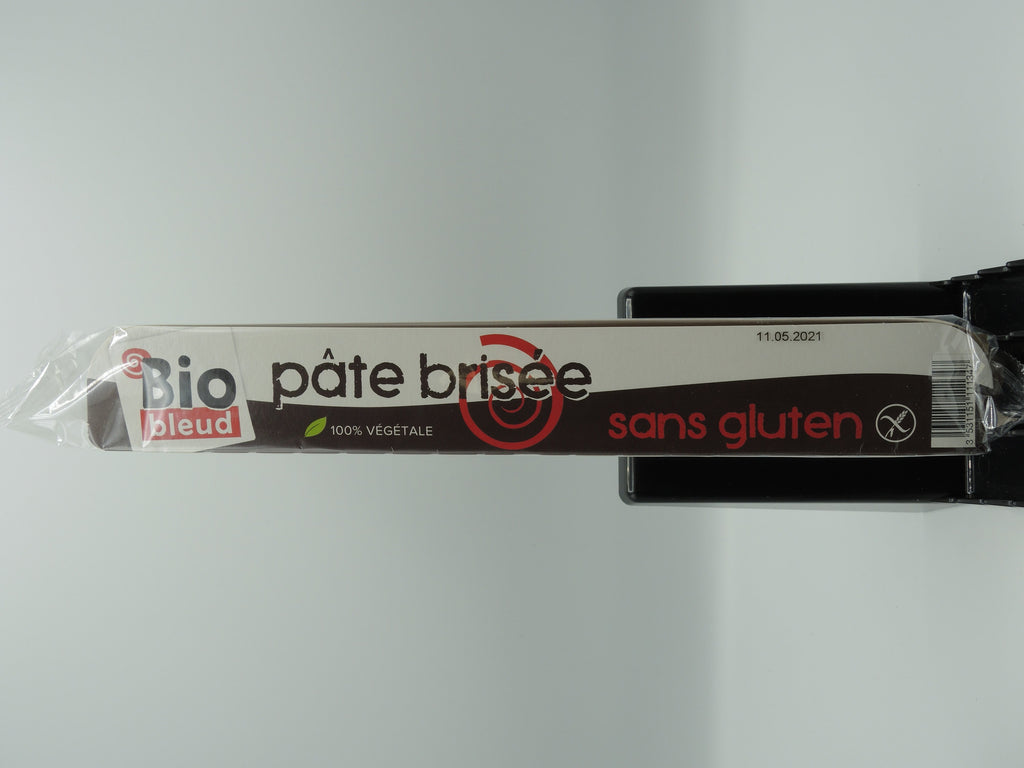 Bio
bleud
pâte brisée
100% VÉGÉTALE
11.05.2021
sans gluten